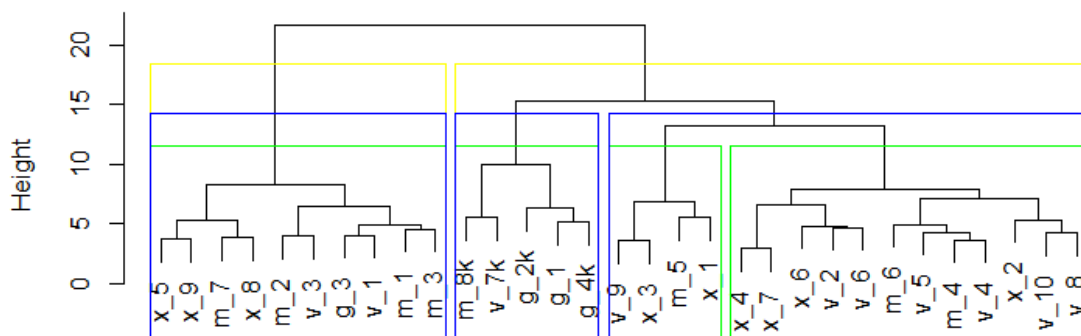 Height
20
15
10
5
0
x_5
x_9
m_7
x_8
m_2
v_3
g_3
v_1
m_1
m_3
m_8k
v_7k
g_2k
g_1
g_4k
v_9
x_3
m_5
x_1
x_4
x_7
x_6
v_2
v_6
m_6
v_5
m_4
v_4
x_2
v_10
v_8